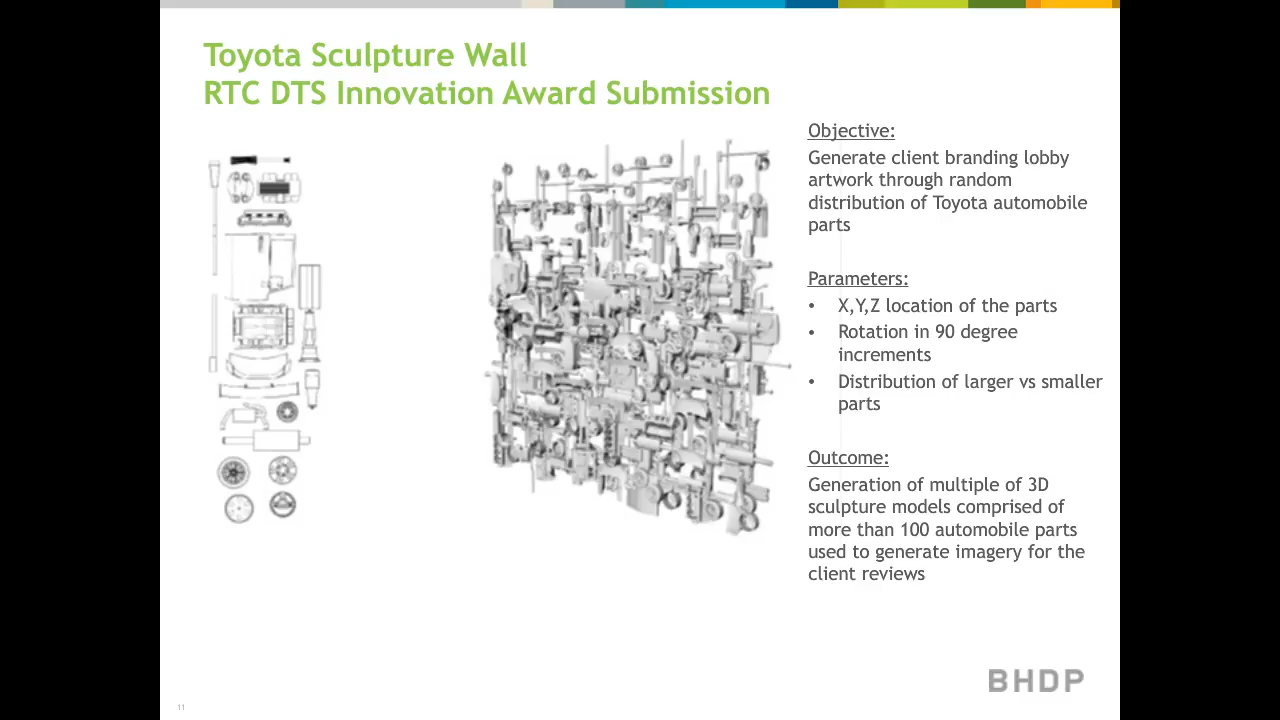 Toyota Sculpture Wall
RTC DTS Innovation Award Submission
Objective:
Generate client branding lobby
artwork through random
distribution of Toyota automobile
parts
Parameters:
• X,Y,Z location of the parts
• Rotation in 90 degree
increments
• Distribution of larger vs smaller
parts
Outcome:
Generation of multiple of 3D
sculpture models comprised of
more than 100 automobile parts
used to generate imagery for the
client reviews
BHDP
11